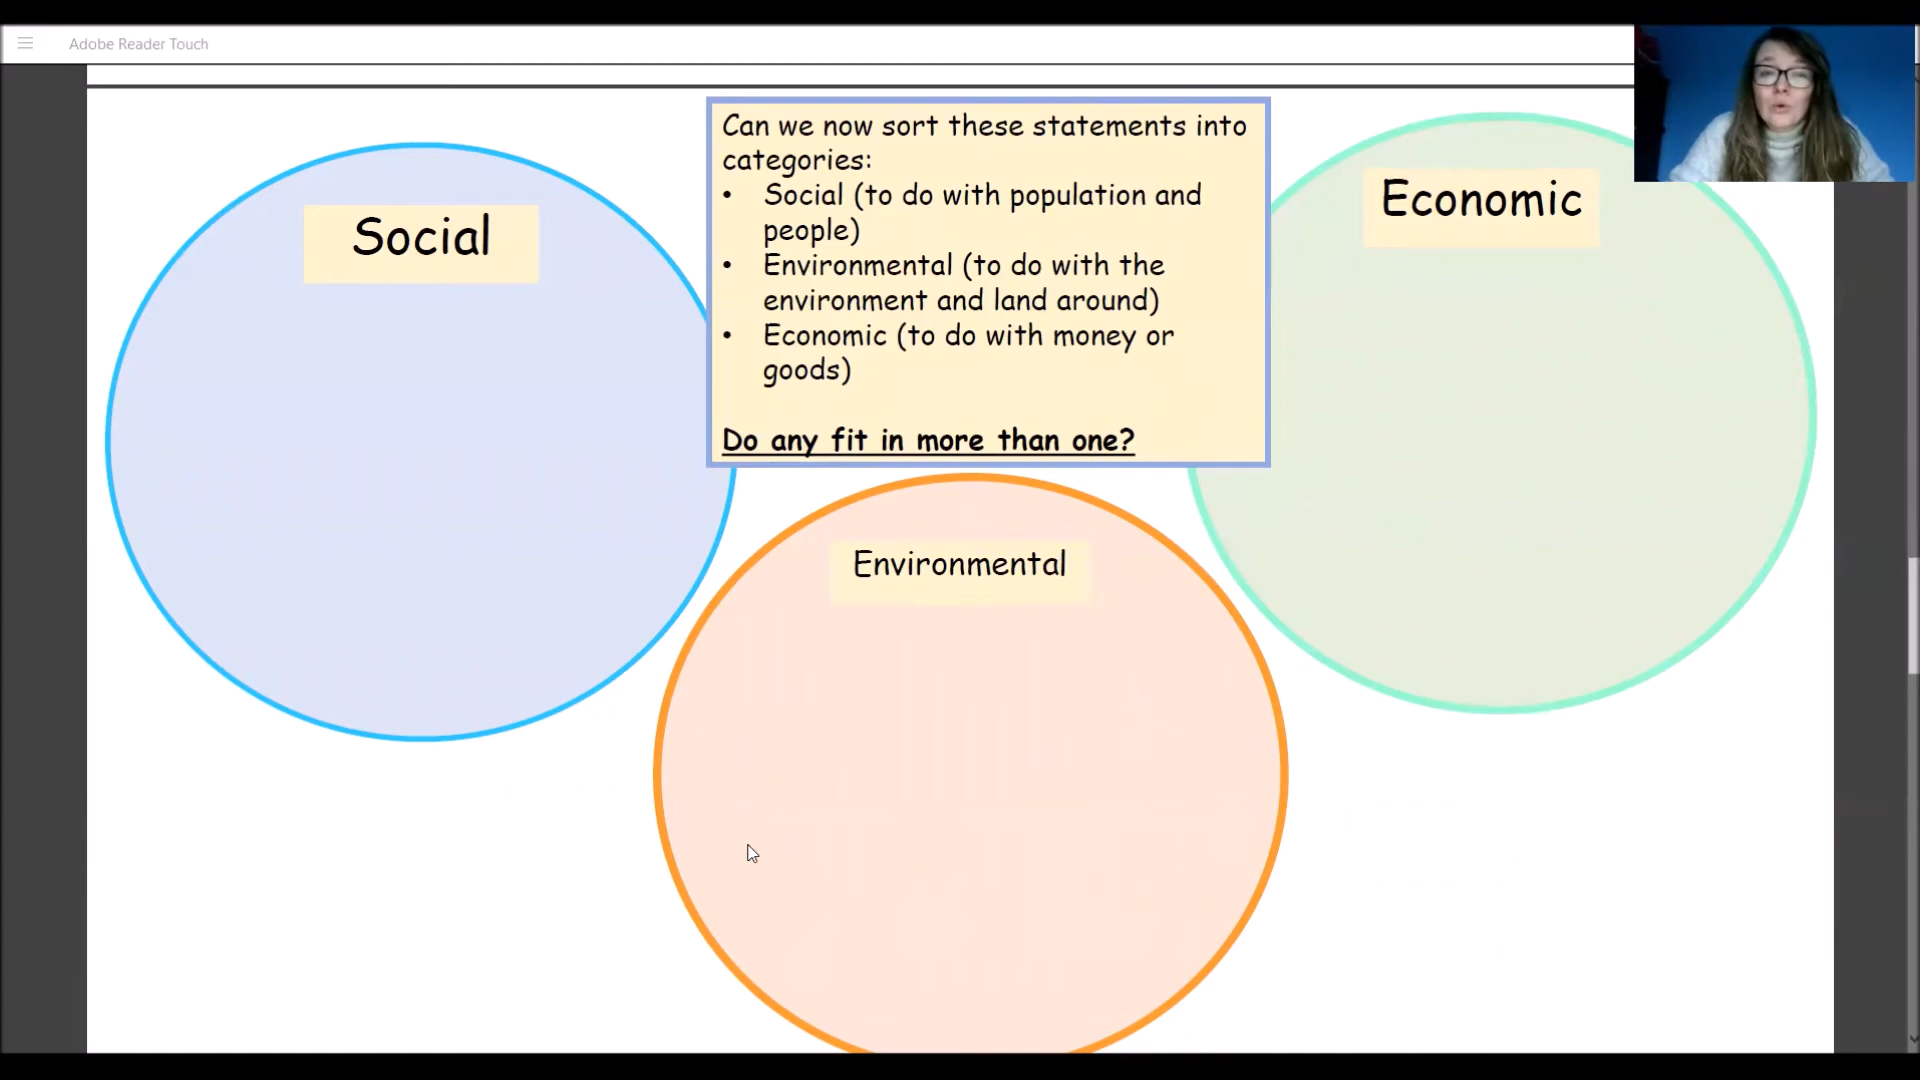 Adobe Reader Touch
Can we now sort these statements into
categories:
• Social (to do with population and
people)
• Environmental (to do with the
environment and land around)
• Economic (to do with money or
goods)
Do any fit in more than one?
Social
Economic
Environmental